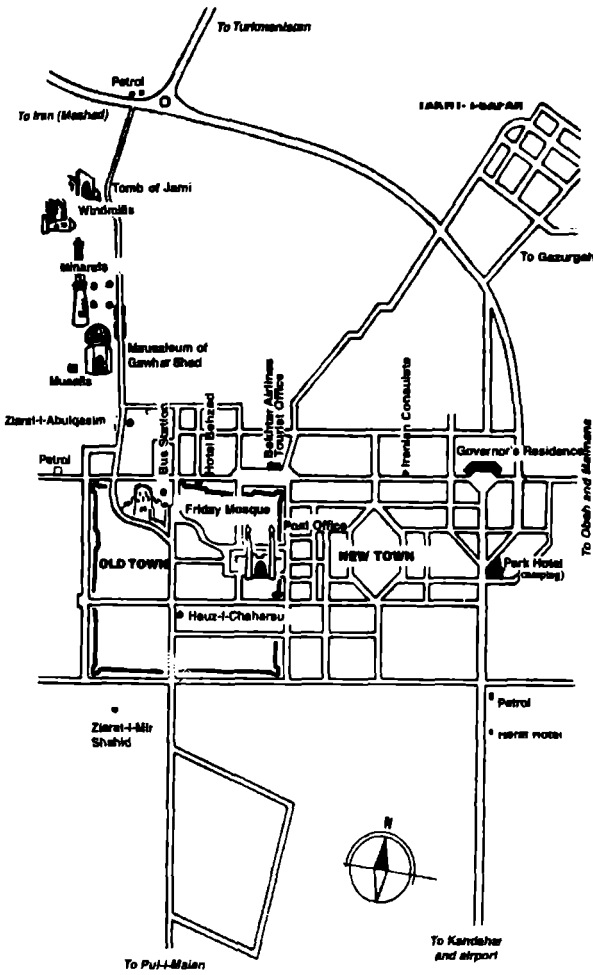 To Turkmenistan
Petrol
To Iran (Mashad)
Tomb of Jami
Windmills
To Gazurgah
Minarets
Mausoleum of
Gawhar Shad
Musalla
Ziarat-i-Abulqasim
Bus Station
Hotel Behzad
Bakhtar Airlines
Tourist Office
Iranian Consulate
Governor's Residence
Petrol
Friday Mosque
Post Office
To Obeh and Maimana
OLD TOWN
NEW TOWN
Park Hotel
(camping)
Hauz-i-Chaharsu
Petrol
Herat Hotel
Ziarat-i-Mir
Shahid
N
To Kandahar
and airport
To Pul-i-Malan